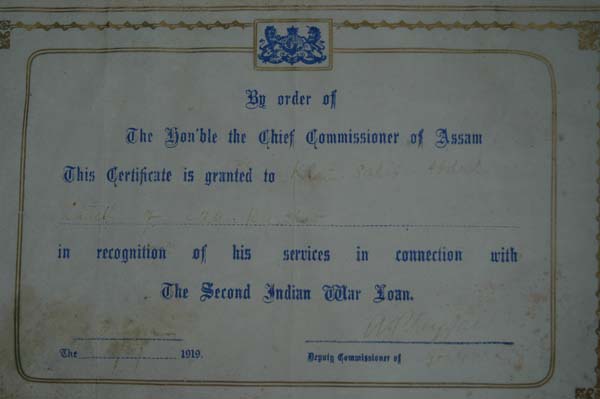 By order of
The Hon'ble the Chief Commissioner of Assam
This Certificate is granted to
in recognition of his services in connection with
The Second Indian War Loan.
The 1919.
Deputy Commissioner of